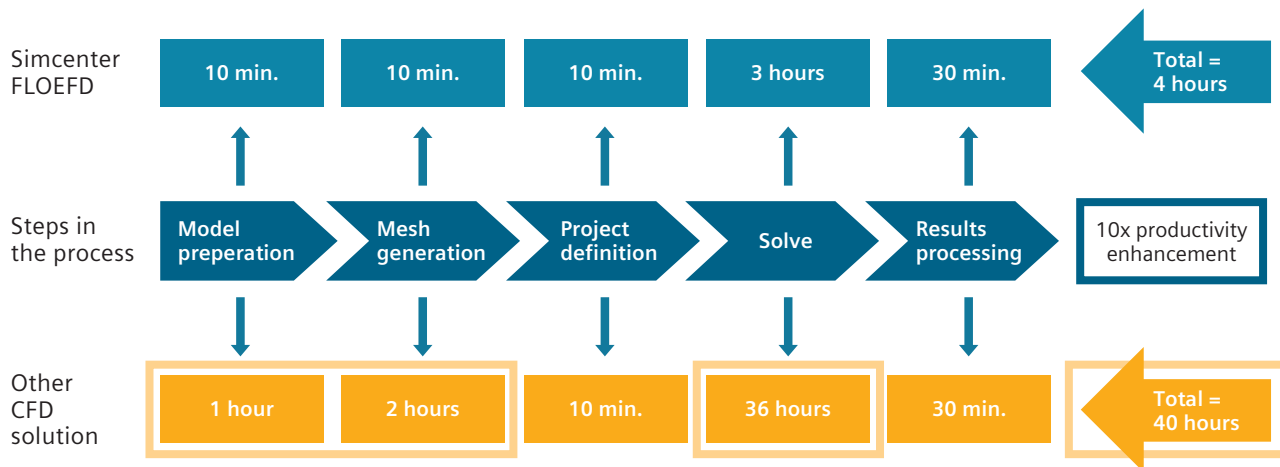 Simcenter
FLOEFD
10 min.
10 min.
10 min.
3 hours
30 min.
Total =
4 hours
Steps in
the process
Model
preperation
Mesh
generation
Project
definition
Solve
Results
processing
10x productivity
enhancement
Other
CFD
solution
1 hour
2 hours
10 min.
36 hours
30 min.
Total =
40 hours